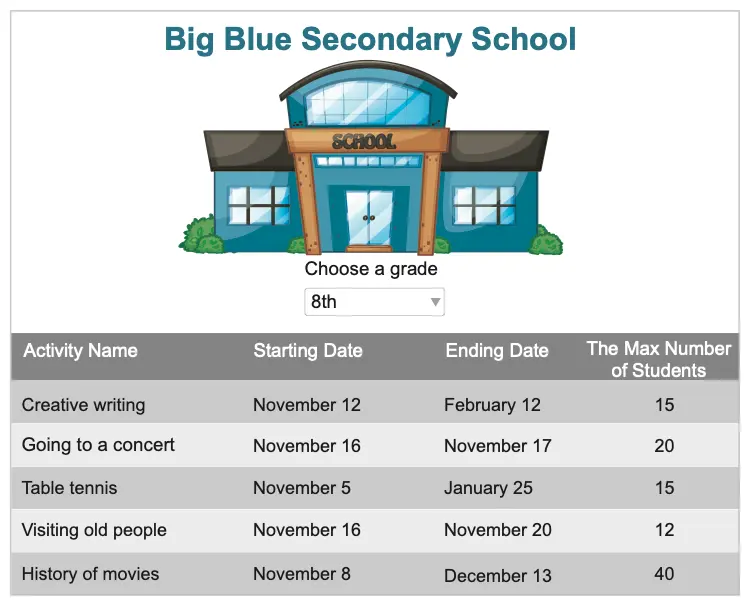 Big Blue Secondary School
SCHOOL
Choose a grade
8th
Activity Name Starting Date Ending Date The Max Number
of Students
Creative writing November 12 February 12 15
Going to a concert November 16 November 17 20
Table tennis November 5 January 25 15
Visiting old people November 16 November 20 12
History of movies November 8 December 13 40